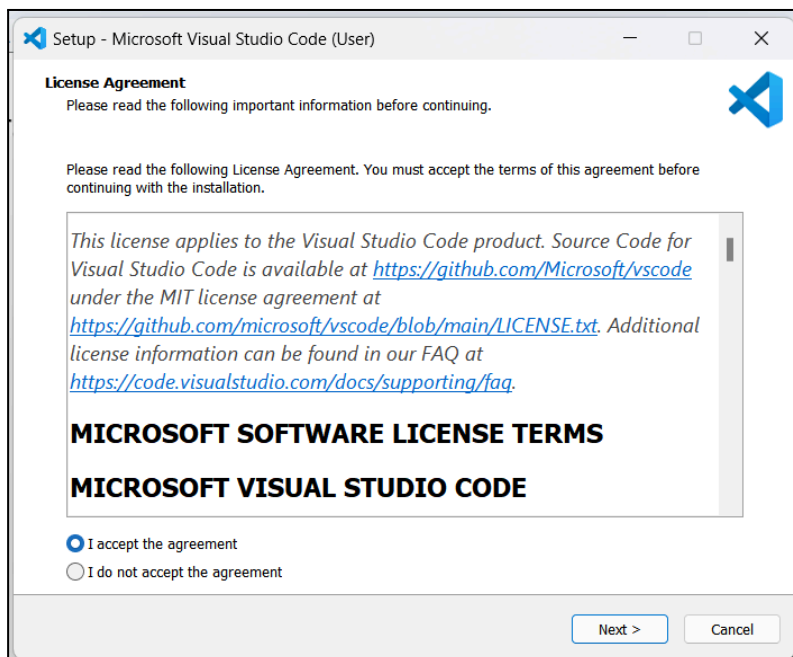 Setup - Microsoft Visual Studio Code (User)
License Agreement
Please read the following important information before continuing.
Please read the following License Agreement. You must accept the terms of this agreement before
continuing with the installation.
This license applies to the Visual Studio Code product. Source Code for
Visual Studio Code is available at https://github.com/Microsoft/vscode
under the MIT license agreement at
https://github.com/microsoft/vscode/blob/main/LICENSE.txt. Additional
license information can be found in our FAQ at
https://code.visualstudio.com/docs/supporting/faq.
MICROSOFT SOFTWARE LICENSE TERMS
MICROSOFT VISUAL STUDIO CODE
I accept the agreement
I do not accept the agreement
Next >
Cancel